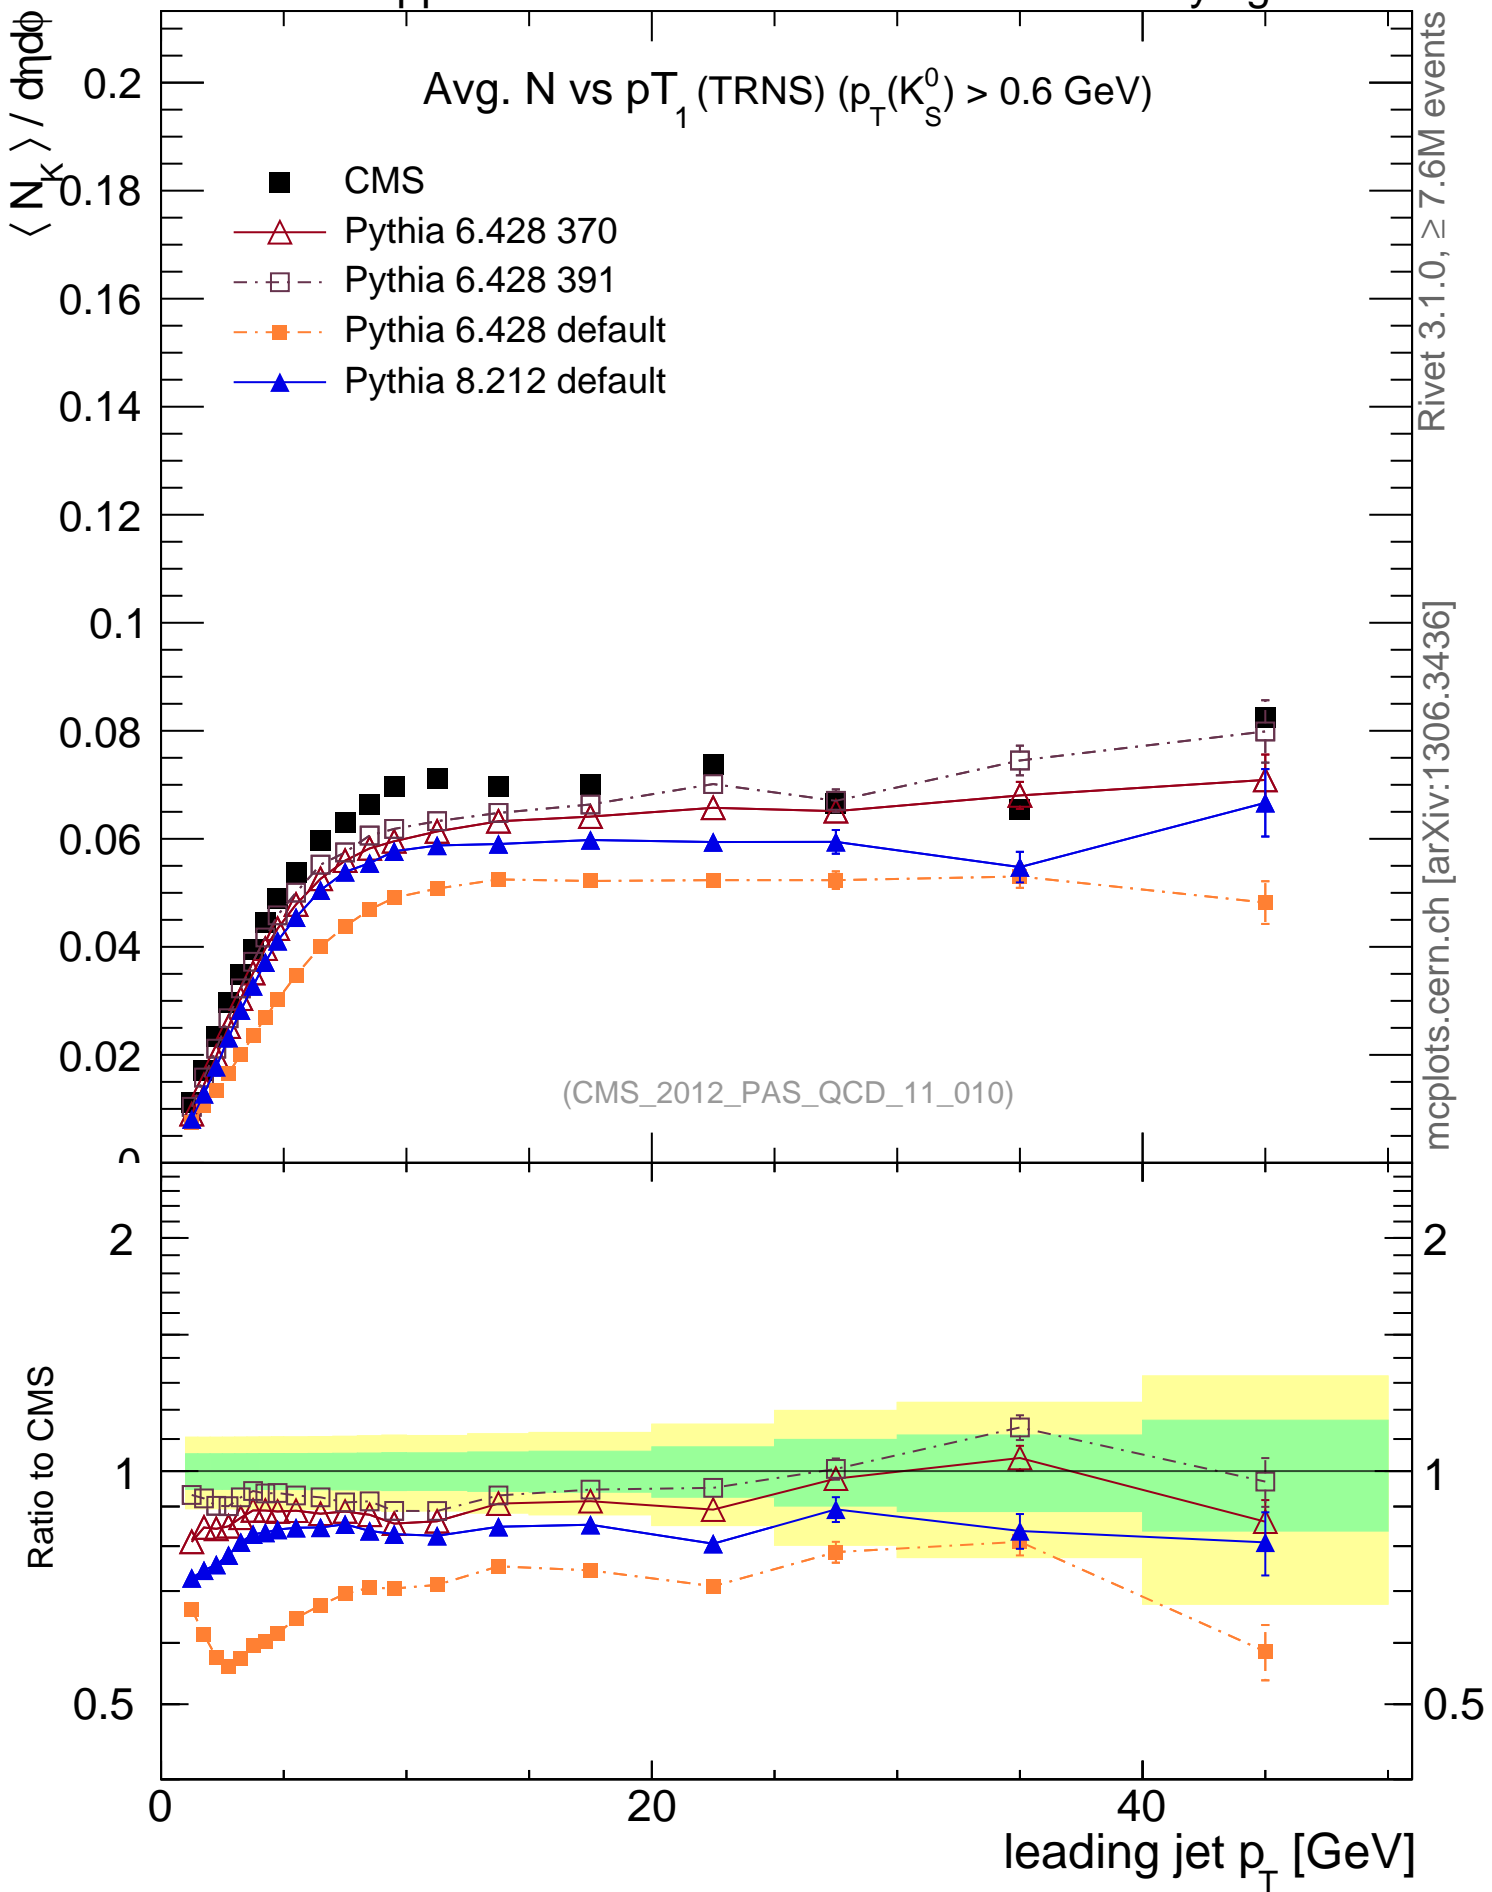 Avg. N vs pT1 (TRNS) (pT(K0S) > 0.6 GeV)
⟨ NK ⟩ / dηdϕ
CMS
Pythia 6.428 370
Pythia 6.428 391
Pythia 6.428 default
Pythia 8.212 default
0.2
0.18
0.16
0.14
0.12
0.1
0.08
0.06
0.04
0.02
0
(CMS_2012_PAS_QCD_11_010)
Rivet 3.1.0, ≥ 7.6M events
mcplots.cern.ch [arXiv:1306.3436]
Ratio to CMS
2
1
0.5
2
1
0.5
0
20
40
leading jet pT [GeV]